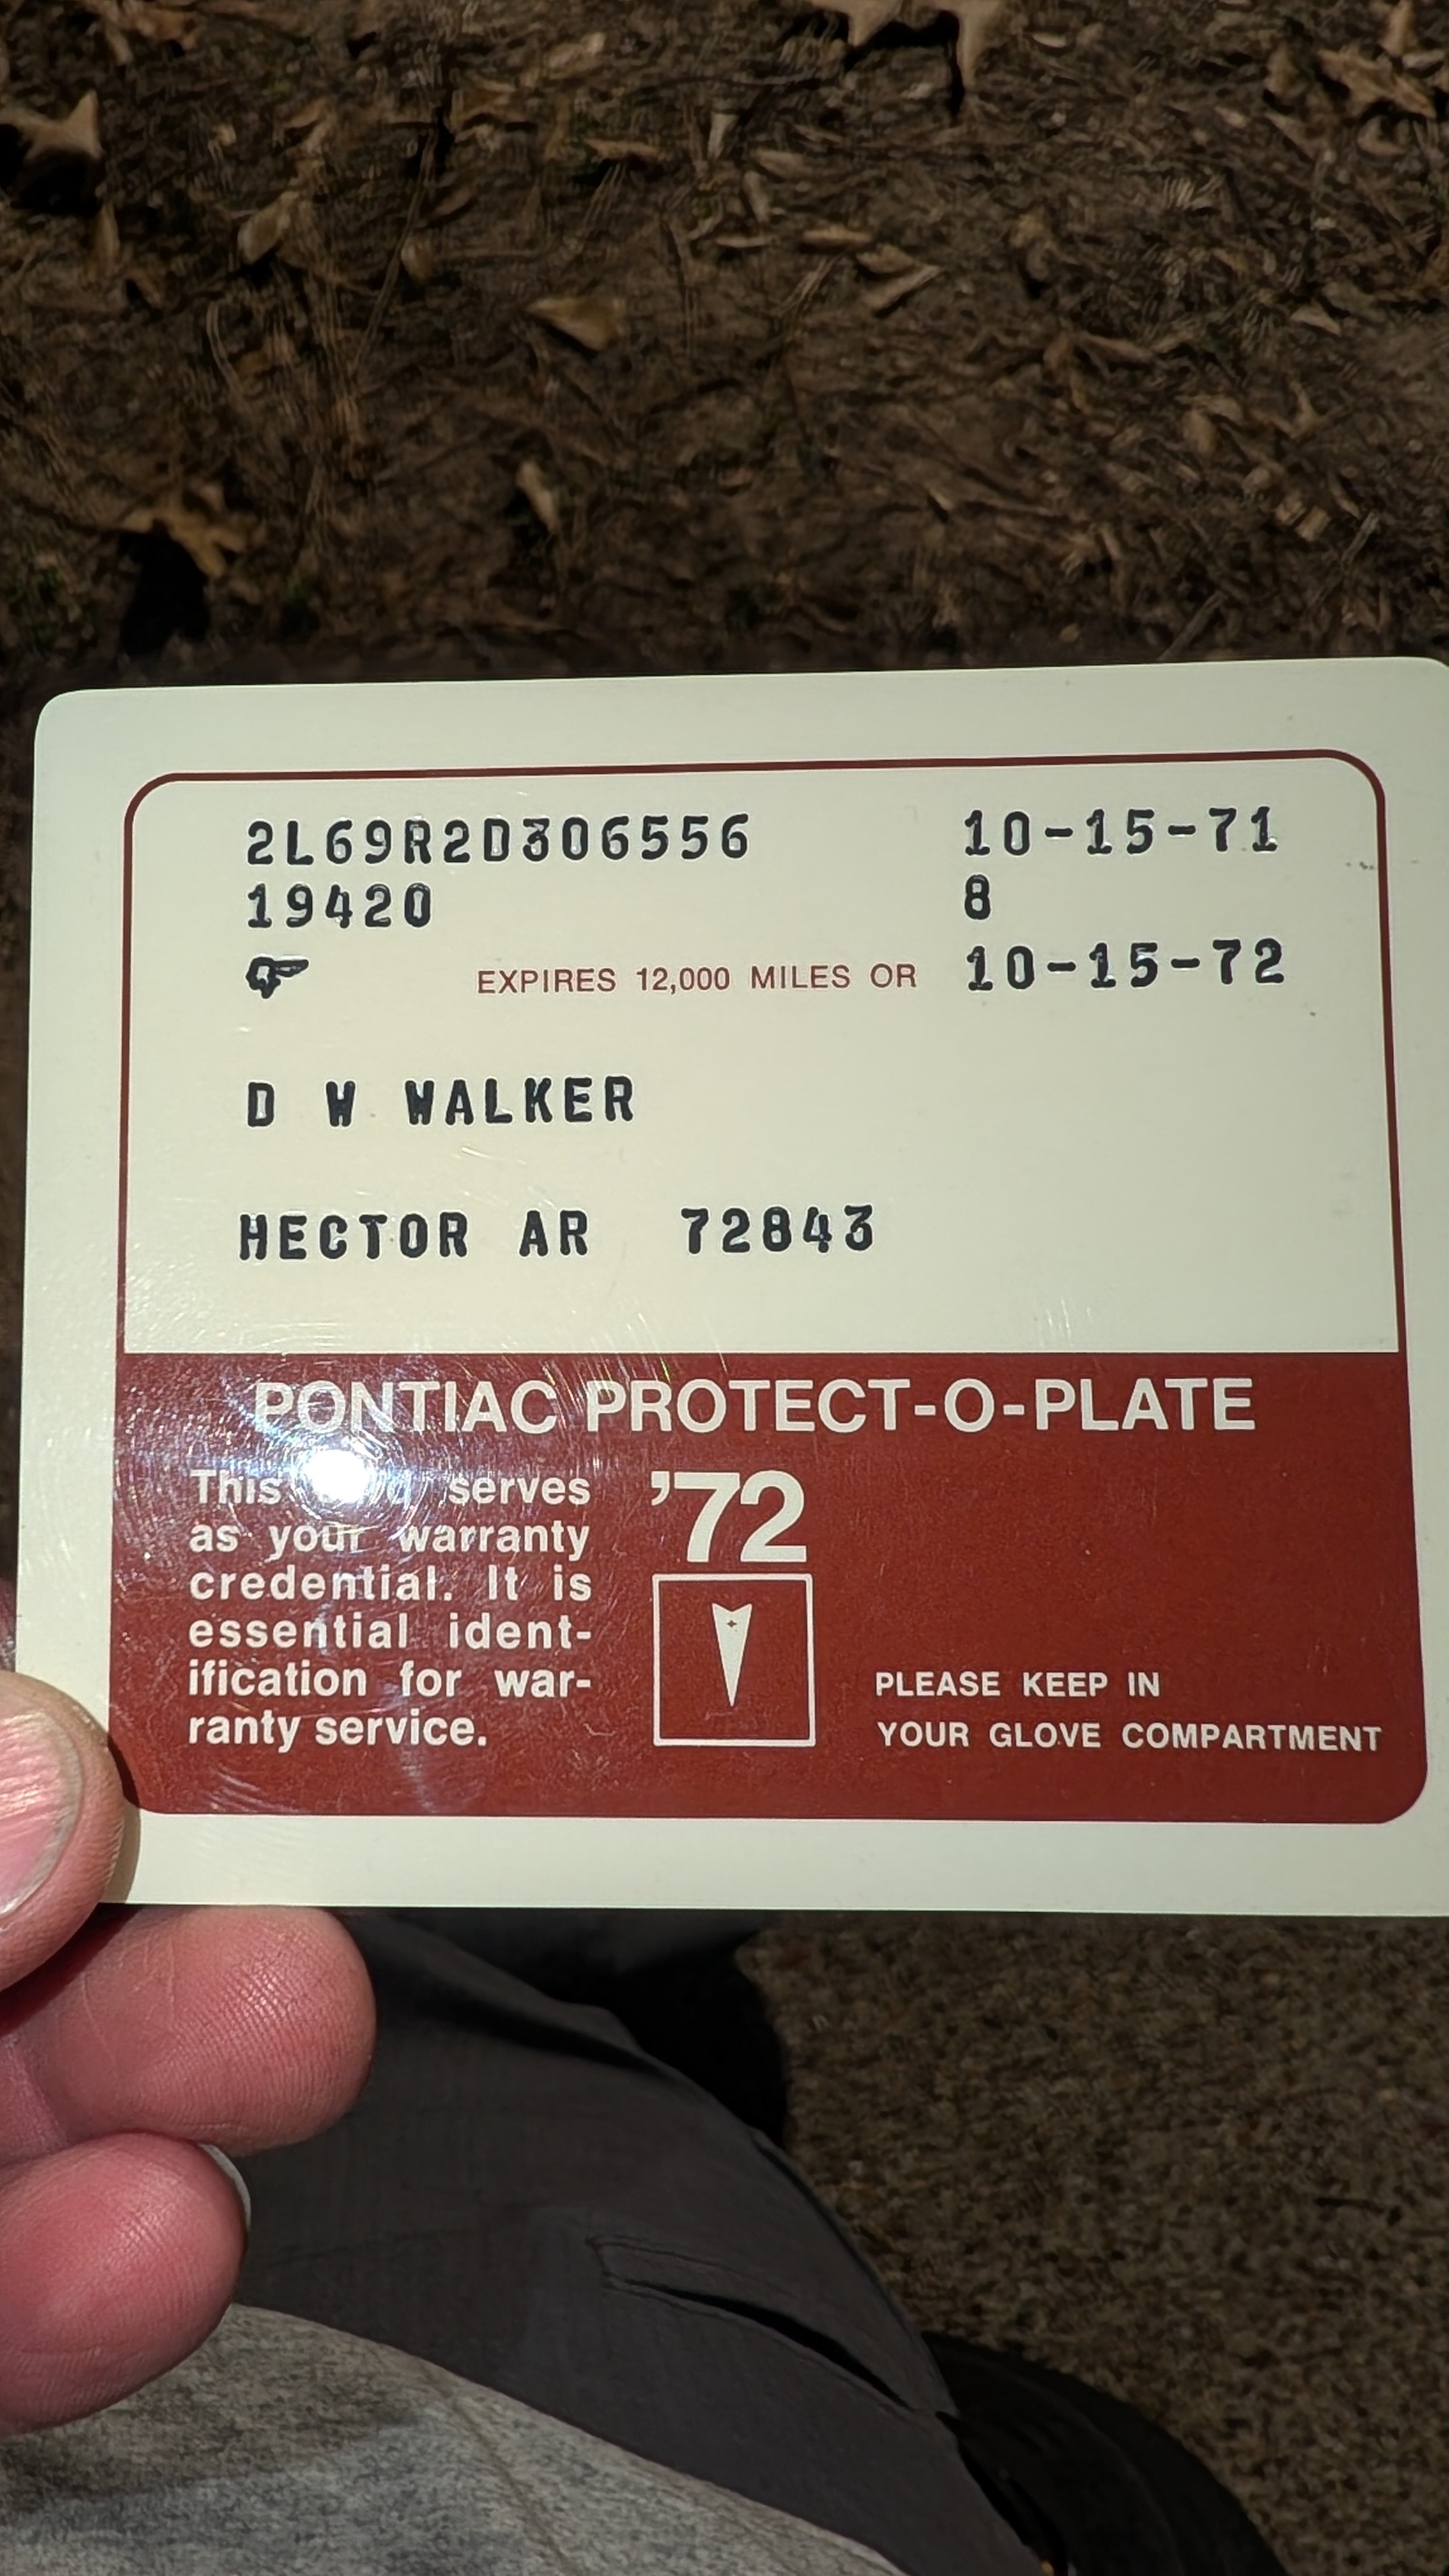 2L69R2D306556 10-15-71
19420 8
EXPIRES 12,000 MILES OR 10-15-72
D W WALKER
HECTOR AR 72843
PONTIAC PROTECT-O-PLATE
This serves
as your warranty
credential. It is
essential ident-
ification for war-
ranty service.
'72
PLEASE KEEP IN
YOUR GLOVE COMPARTMENT